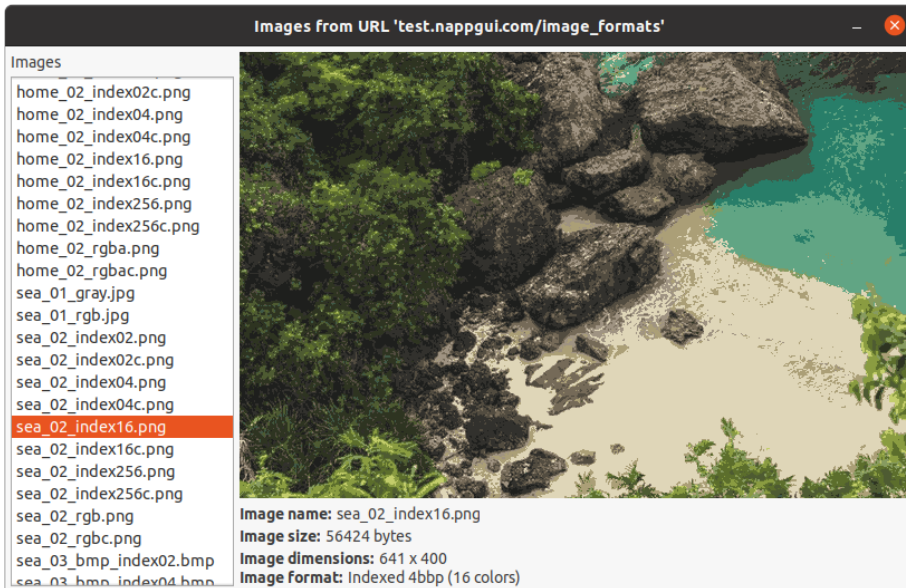 Images from URL 'test.nappgui.com/image_formats'
Images
home_02_index02c.png
home_02_index04.png
home_02_index04c.png
home_02_index16.png
home_02_index16c.png
home_02_index256.png
home_02_index256c.png
home_02_rgba.png
home_02_rgbac.png
sea_01_gray.jpg
sea_01_rgb.jpg
sea_02_index02.png
sea_02_index02c.png
sea_02_index04.png
sea_02_index04c.png
sea_02_index16.png
sea_02_index16c.png
sea_02_index256.png
sea_02_index256c.png
sea_02_rgb.png
sea_02_rgbc.png
sea_03_bmp_index02.bmp
sea_03_bmp_index04.bmp
Image name: sea_02_index16.png
Image size: 56424 bytes
Image dimensions: 641 x 400
Image format: Indexed 4bbp (16 colors)